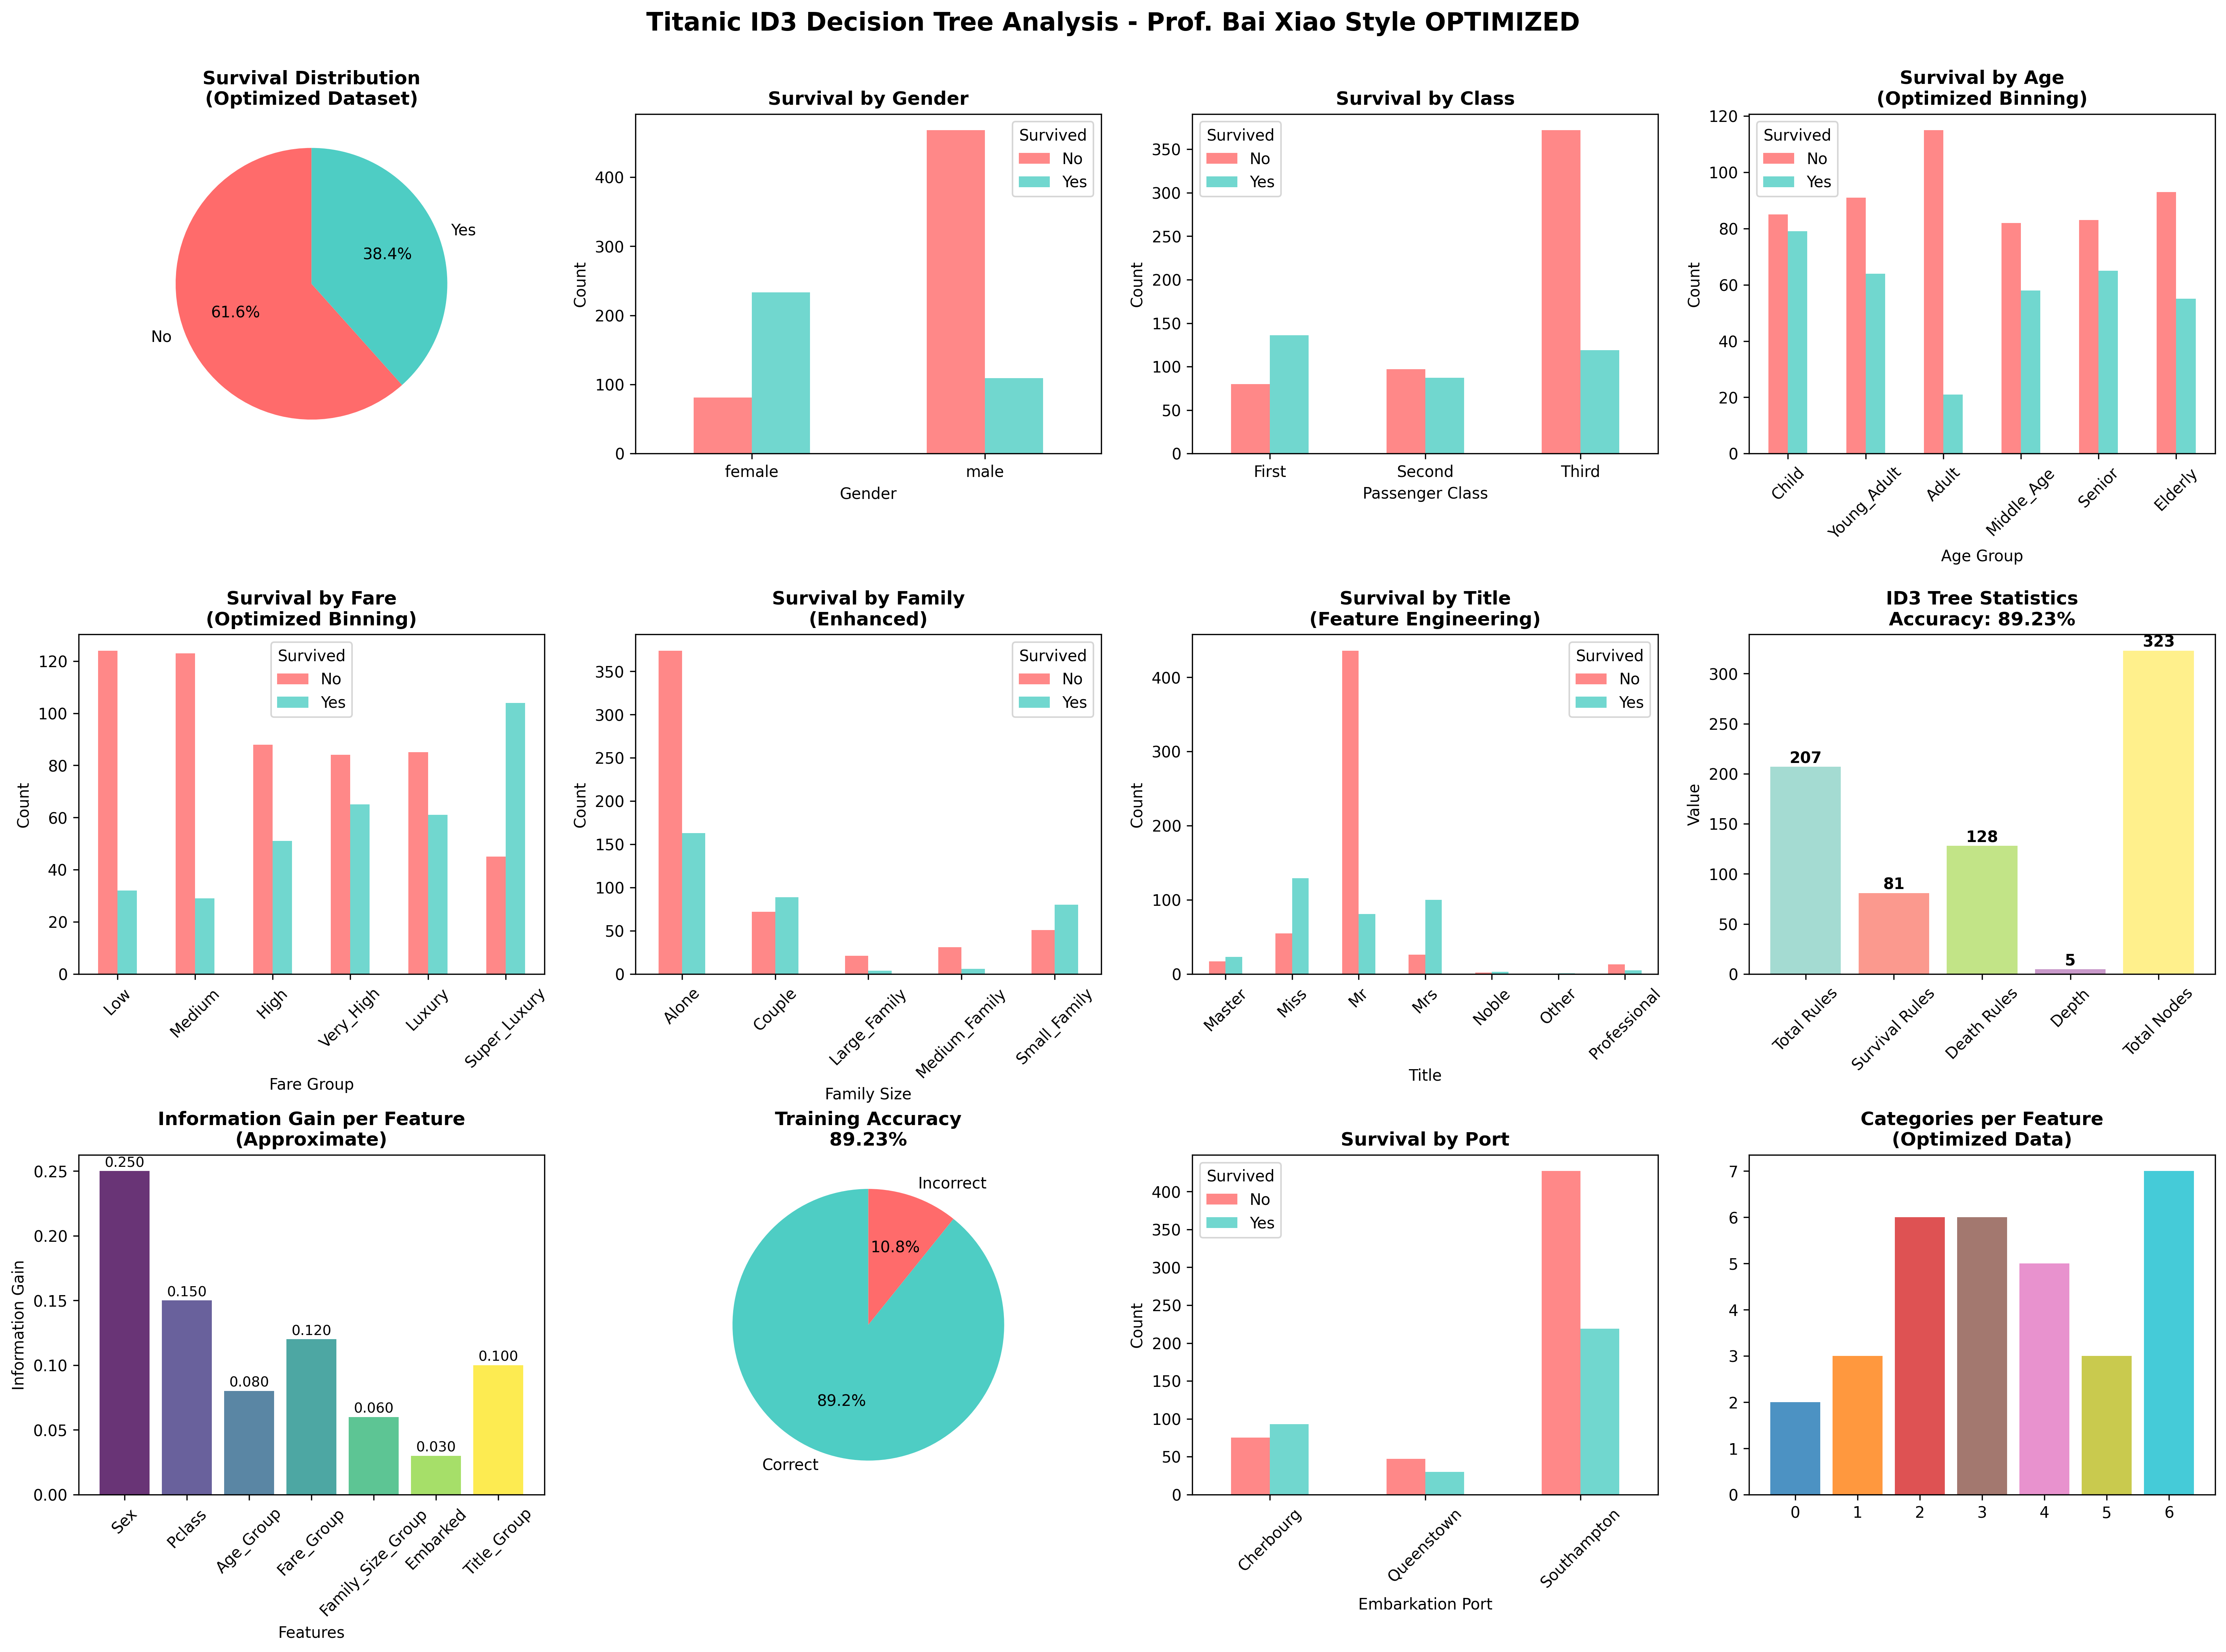 Titanic ID3 Decision Tree Analysis - Prof. Bai Xiao Style OPTIMIZED
Survival Distribution
(Optimized Dataset)
Yes
38.4%
61.6%
No
Survival by Gender
Survived
No
Yes
Count
400
300
200
100
0
female
male
Gender
Survival by Class
Survived
No
Yes
Count
350
300
250
200
150
100
50
0
First
Second
Third
Passenger Class
Survival by Age
(Optimized Binning)
Survived
No
Yes
Count
120
100
80
60
40
20
0
Child
Young_Adult
Adult
Middle_Age
Senior
Elderly
Age Group
Survival by Fare
(Optimized Binning)
Survived
No
Yes
Count
120
100
80
60
40
20
0
Low
Medium
High
Very_High
Luxury
Super_Luxury
Fare Group
Survival by Family
(Enhanced)
Survived
No
Yes
Count
350
300
250
200
150
100
50
0
Alone
Couple
Large_Family
Medium_Family
Small_Family
Family Size
Survival by Title
(Feature Engineering)
Survived
No
Yes
Count
400
300
200
100
0
Master
Miss
Mr
Mrs
Noble
Other
Professional
Title
ID3 Tree Statistics
Accuracy: 89.23%
Value
300
250
200
150
100
50
0
207
81
128
5
323
Total Rules
Survival Rules
Death Rules
Depth
Total Nodes
Information Gain per Feature
(Approximate)
Information Gain
0.25
0.20
0.15
0.10
0.05
0.00
0.250
0.150
0.080
0.120
0.060
0.030
0.100
Sex
Pclass
Age_Group
Fare_Group
Family_Size_Group
Embarked
Title_Group
Features
Training Accuracy
89.23%
Incorrect
10.8%
89.2%
Correct
Survival by Port
Survived
No
Yes
Count
400
350
300
250
200
150
100
50
0
Cherbourg
Queenstown
Southampton
Embarkation Port
Categories per Feature
(Optimized Data)
7
6
5
4
3
2
1
0
0
1
2
3
4
5
6